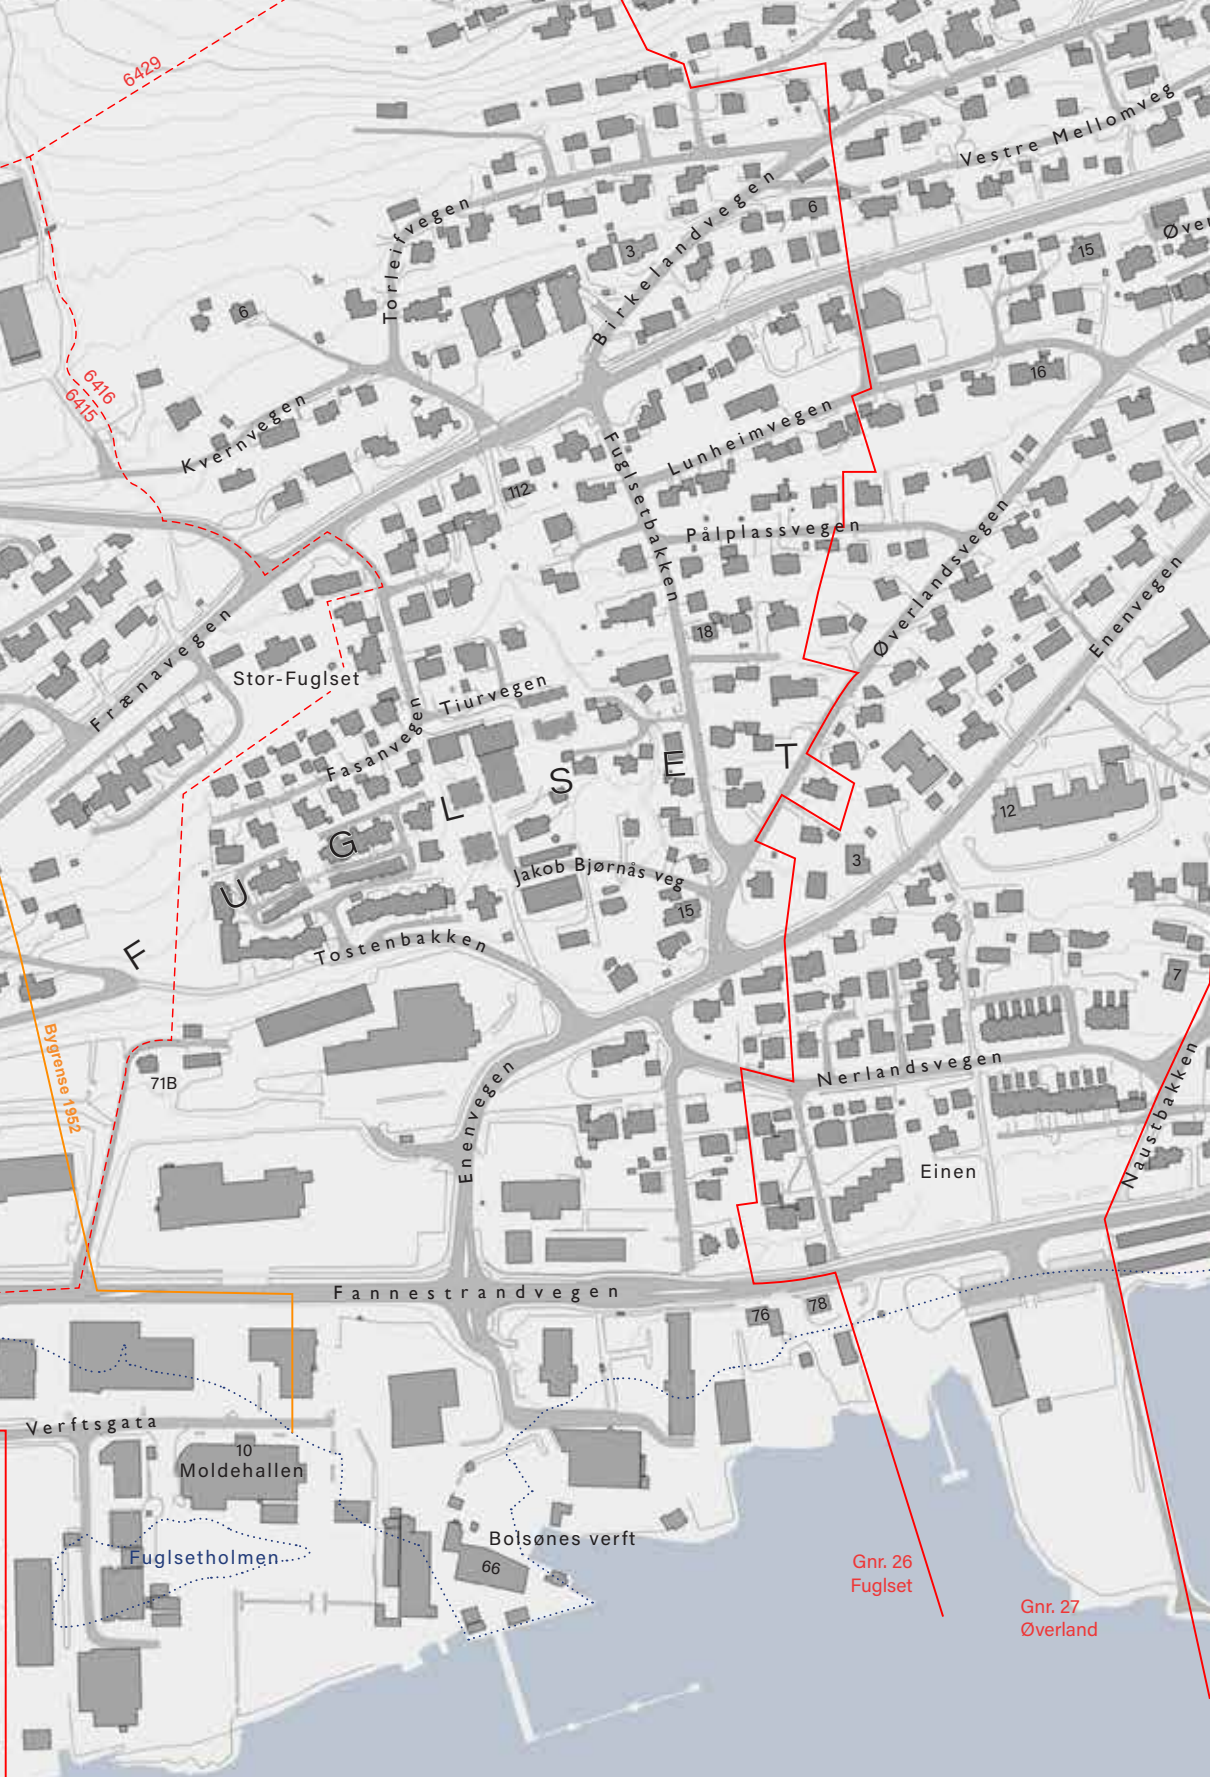 6429
Vestre Mellomveg
Torleifvegen
Birkelandvegen
6
3
15
Øver
6
6416
6415
Kvernvegen
16
Lunheimvegen
Fuglsetbakken
112
Pålplassvegen
Øverlandsvegen
Enenvegen
18
Frænavegen
Stor-Fuglset
Tiurvegen
Fasanvegen
FUGLSET
12
3
Jakob Bjørnås veg
15
Tostenbakken
7
Bygrense 1952
71B
Enenvegen
Nerlandsvegen
Naustbakken
Einen
Fannestrandvegen
76
78
Verftsgata
10
Moldehallen
Bolsønes verft
66
Fuglsetholmen
Gnr. 26
Fuglset
Gnr. 27
Øverland